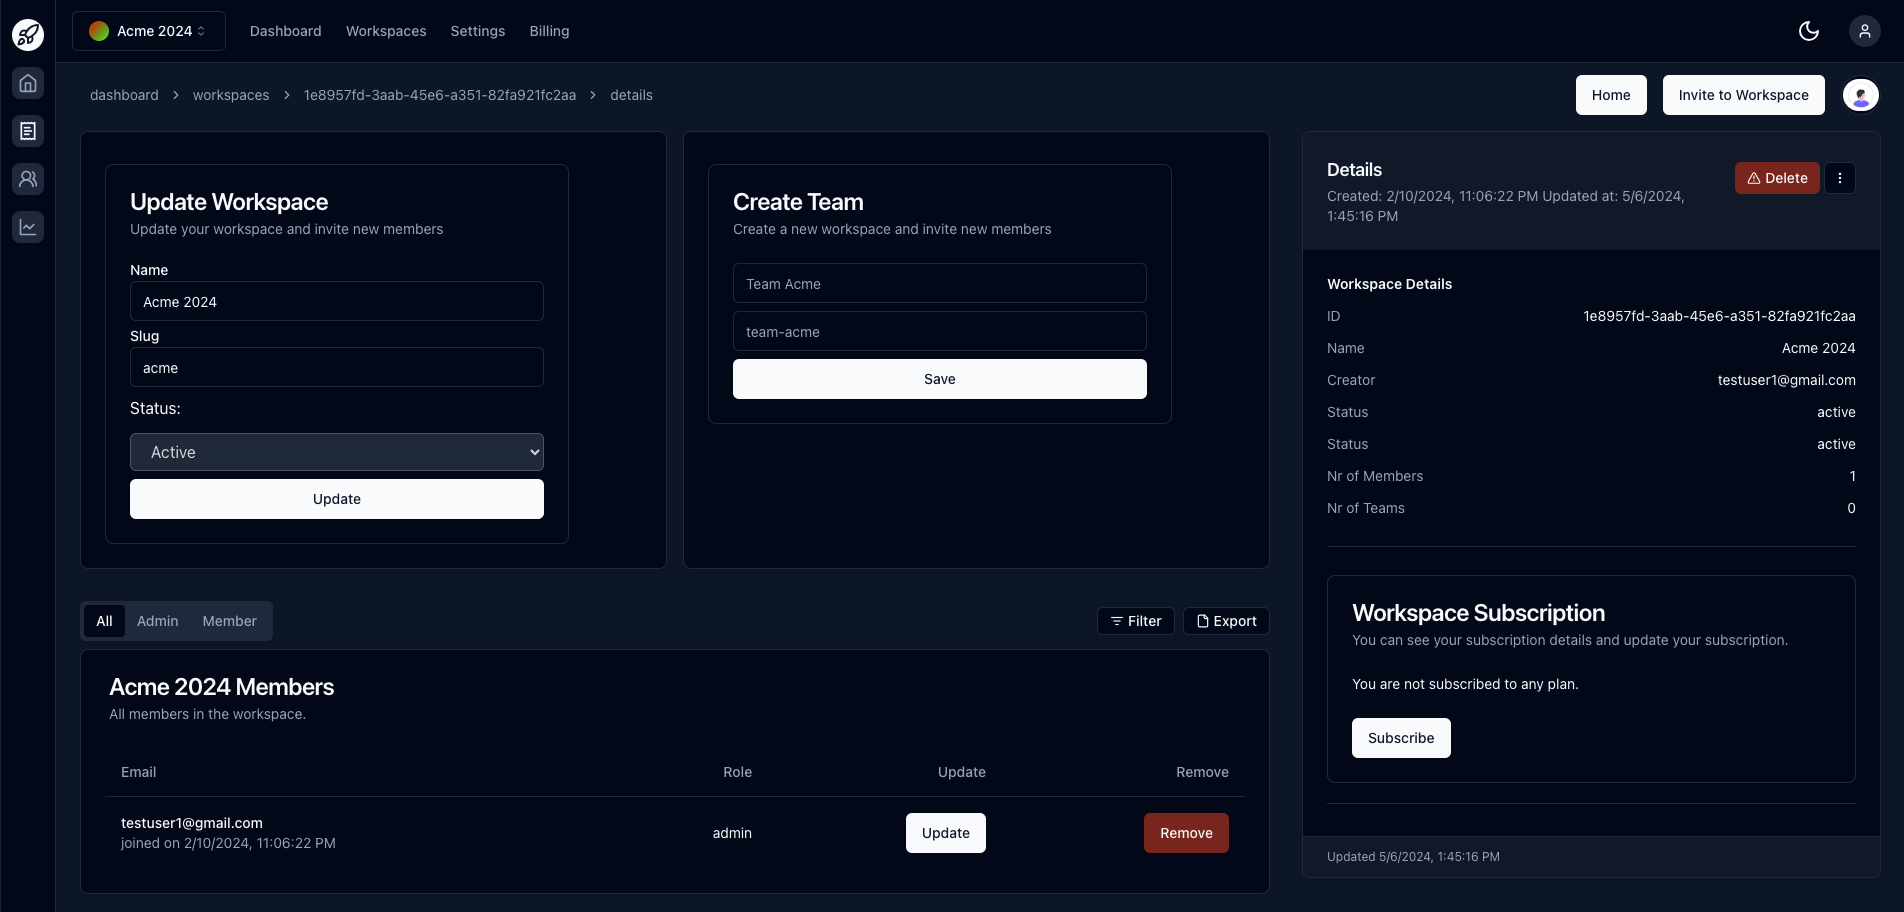 Acme 2024
Dashboard
Workspaces
Settings
Billing
dashboard
workspaces
1e8957fd-3aab-45e6-a351-82fa921fc2aa
details
Home
Invite to Workspace
Update Workspace
Update your workspace and invite new members
Name
Acme 2024
Slug
acme
Status:
Active
Update
Create Team
Create a new workspace and invite new members
Team Acme
team-acme
Save
Details
Created: 2/10/2024, 11:06:22 PM Updated at: 5/6/2024,
1:45:16 PM
Delete
Workspace Details
ID 1e8957fd-3aab-45e6-a351-82fa921fc2aa
Name Acme 2024
Creator testuser1@gmail.com
Status active
Status active
Nr of Members 1
Nr of Teams 0
Workspace Subscription
You can see your subscription details and update your subscription.
You are not subscribed to any plan.
Subscribe
Updated 5/6/2024, 1:45:16 PM
All
Admin
Member
Filter
Export
Acme 2024 Members
All members in the workspace.
Email Role Update Remove
testuser1@gmail.com
joined on 2/10/2024, 11:06:22 PM
admin
Update
Remove